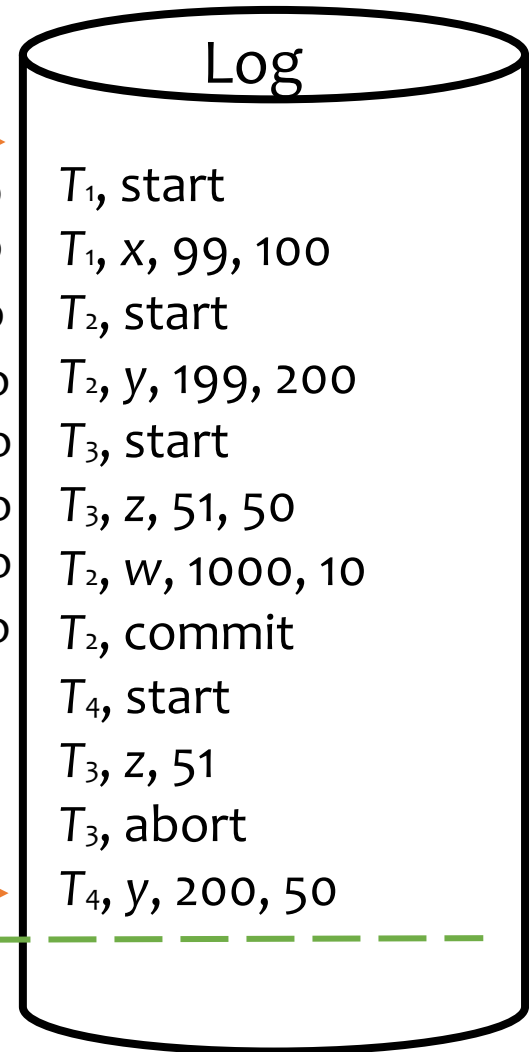 Log
T₁, start
T₁, x, 99, 100
T₂, start
T₂, y, 199, 200
T₃, start
T₃, z, 51, 50
T₂, w, 1000, 10
T₂, commit
T₄, start
T₃, z, 51
T₃, abort
T₄, y, 200, 50